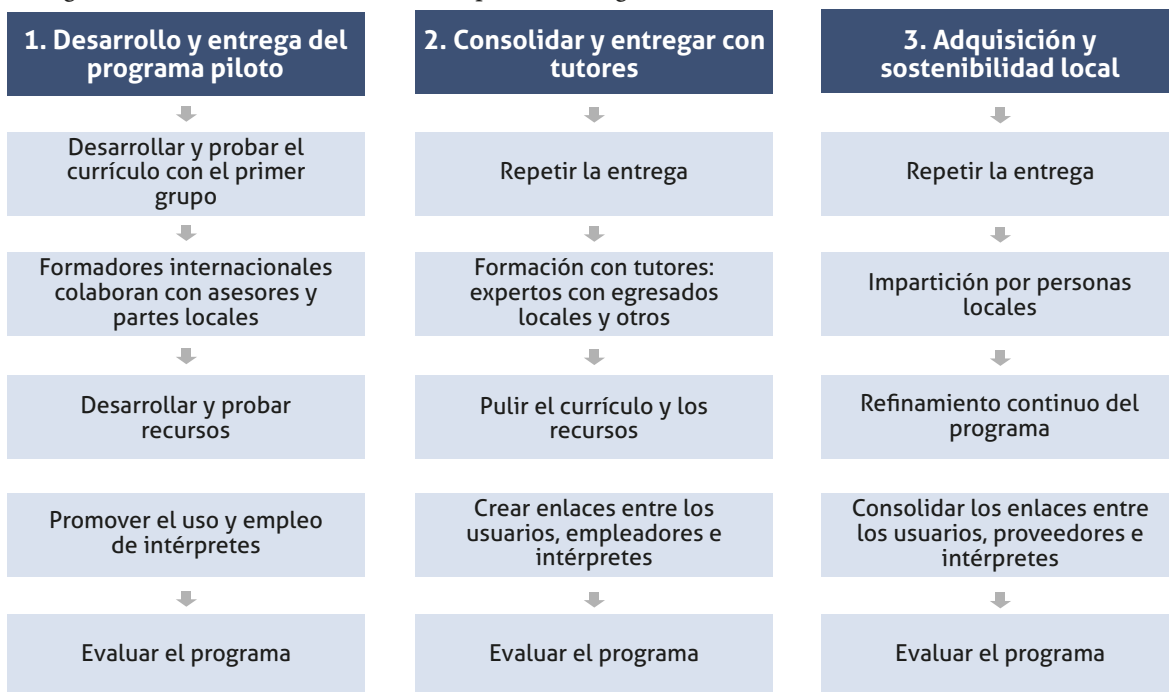 1. Desarrollo y entrega del
programa piloto
Desarrollar y probar el
currículo con el primer
grupo
Formadores internacionales
colaboran con asesores y
partes locales
Desarrollar y probar
recursos
Promover el uso y empleo
de intérpretes
Evaluar el programa
2. Consolidar y entregar con
tutores
Repetir la entrega
Formación con tutores:
expertos con egresados
locales y otros
Pulir el currículo y los
recursos
Crear enlaces entre los
usuarios, empleadores e
intérpretes
Evaluar el programa
3. Adquisición y
sostenibilidad local
Repetir la entrega
Impartición por personas
locales
Refinamiento continuo del
programa
Consolidar los enlaces entre
los usuarios, proveedores e
intérpretes
Evaluar el programa